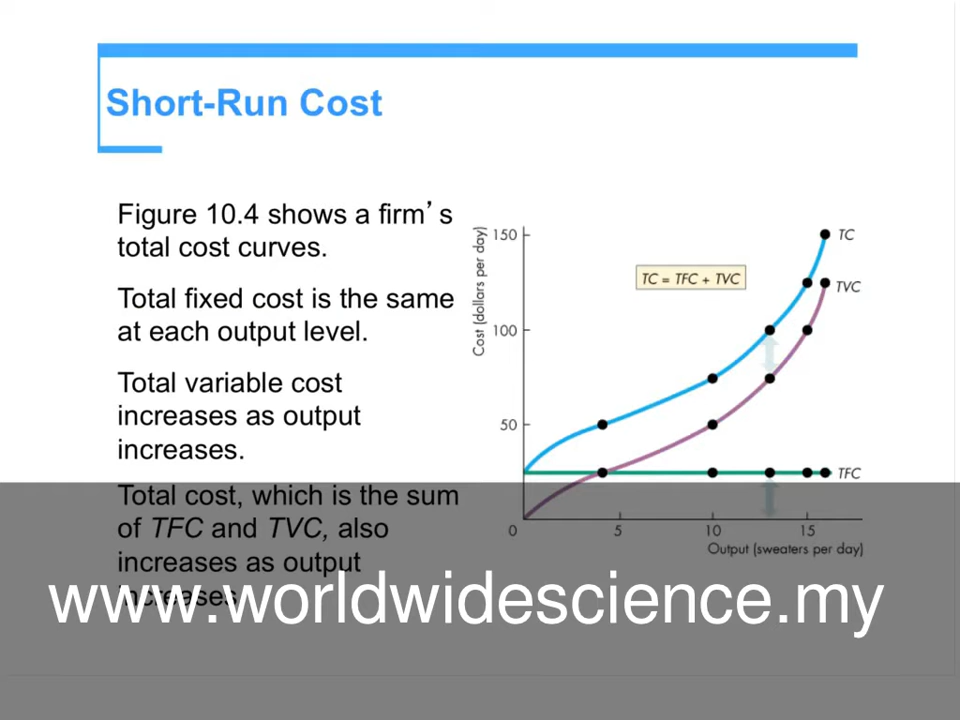 Short-Run Cost
Figure 10.4 shows a firm's
total cost curves.
Total fixed cost is the same
at each output level.
Total variable cost
increases as output
increases.
Total cost, which is the sum
of TFC and TVC, also
increases as output
increases.
Cost (dollars per day)
150
100
50
0
TC = TFC + TVC
TC
TVC
TFC
5
10
15
Output (sweaters per day)
www.worldwidescience.my